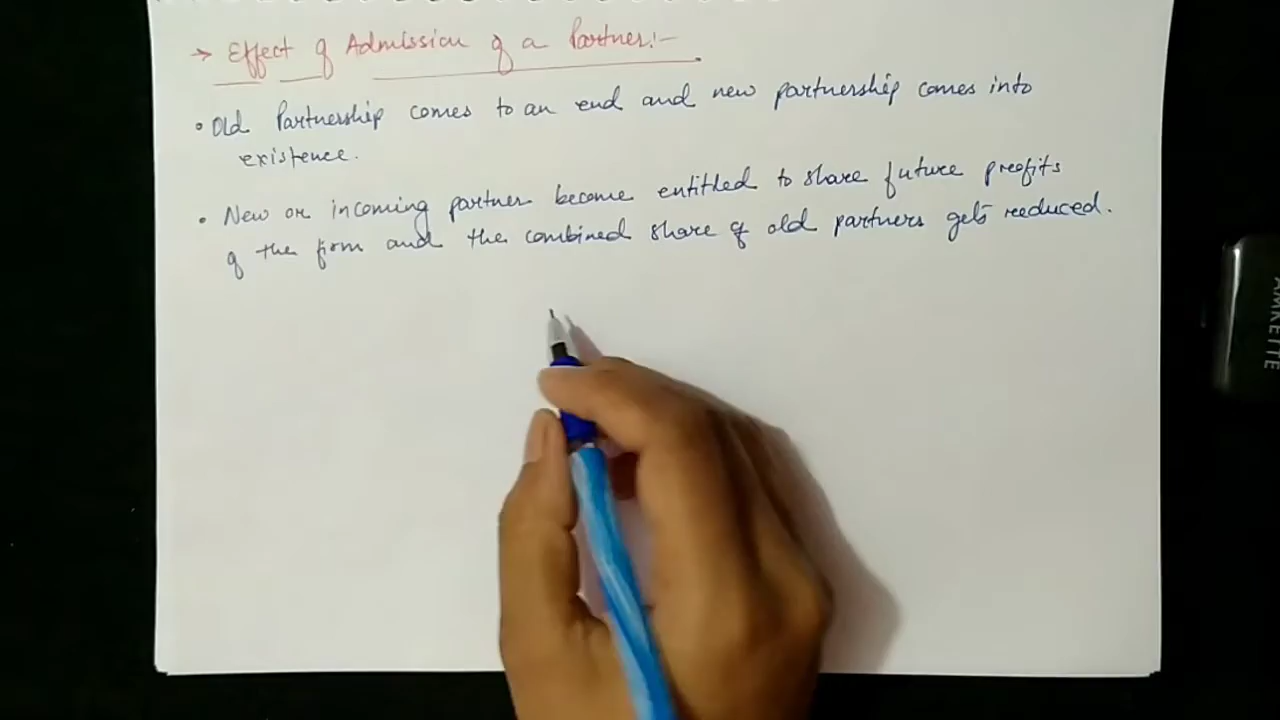 → Effect of Admission of a Partner:-
• Old Partnership comes to an end and new partnership comes into
existence.
• New or incoming partner become entitled to share future profits
of the firm and the combined share of old partners gets reduced.
AMKETTE